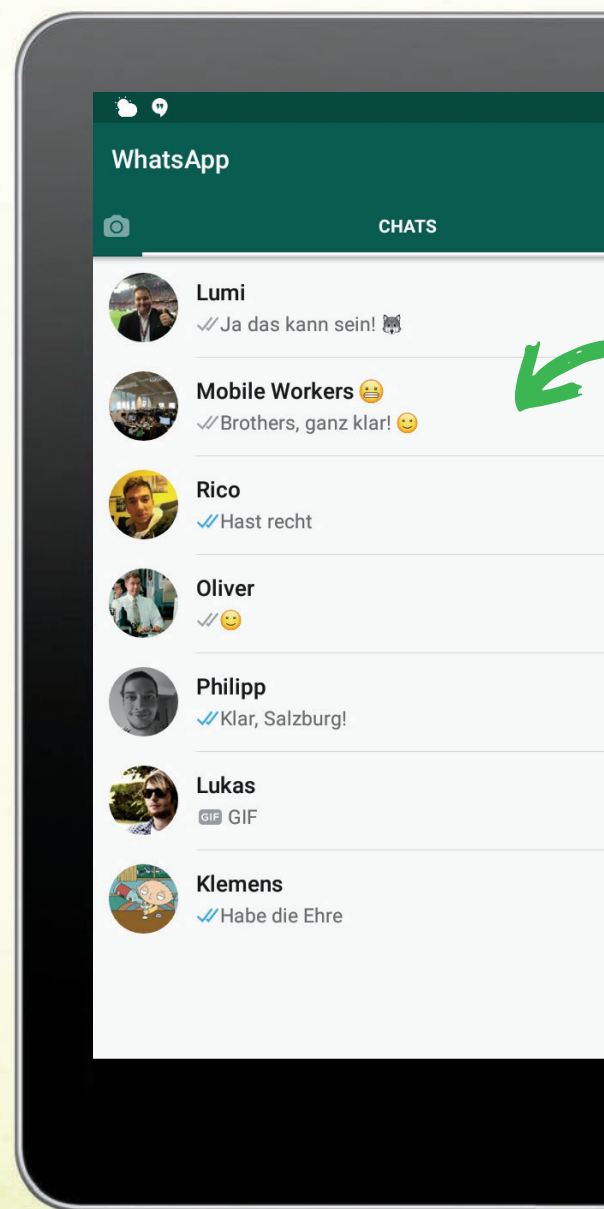 WhatsApp
CHATS
Lumi
Ja das kann sein! 🐺
Mobile Workers 😬
Brothers, ganz klar! 🙂
Rico
Hast recht
Oliver
🙂
Philipp
Klar, Salzburg!
Lukas
GIF GIF
Klemens
Habe die Ehre